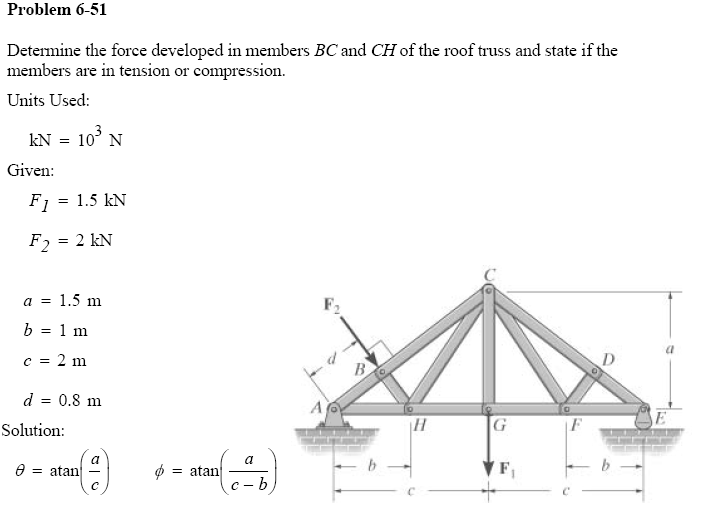 Problem 6-51
Determine the force developed in members BC and CH of the roof truss and state if the
members are in tension or compression.
Units Used:
kN = 10³ N
Given:
F₁ = 1.5 kN
F₂ = 2 kN
a = 1.5 m
b = 1 m
c = 2 m
d = 0.8 m
Solution:
θ = atan(a/c) φ = atan(a/(c − b))
C
F₂
a
d
B
D
A
E
H
G
F
b
F₁
b
c
c